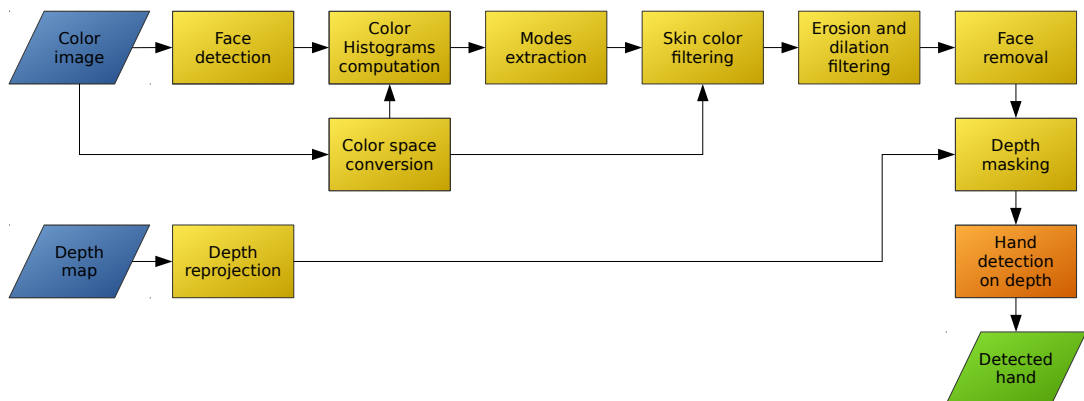 Color
image
Face
detection
Color
Histograms
computation
Modes
extraction
Skin color
filtering
Erosion and
dilation
filtering
Face
removal
Color space
conversion
Depth
masking
Depth
map
Depth
reprojection
Hand
detection
on depth
Detected
hand